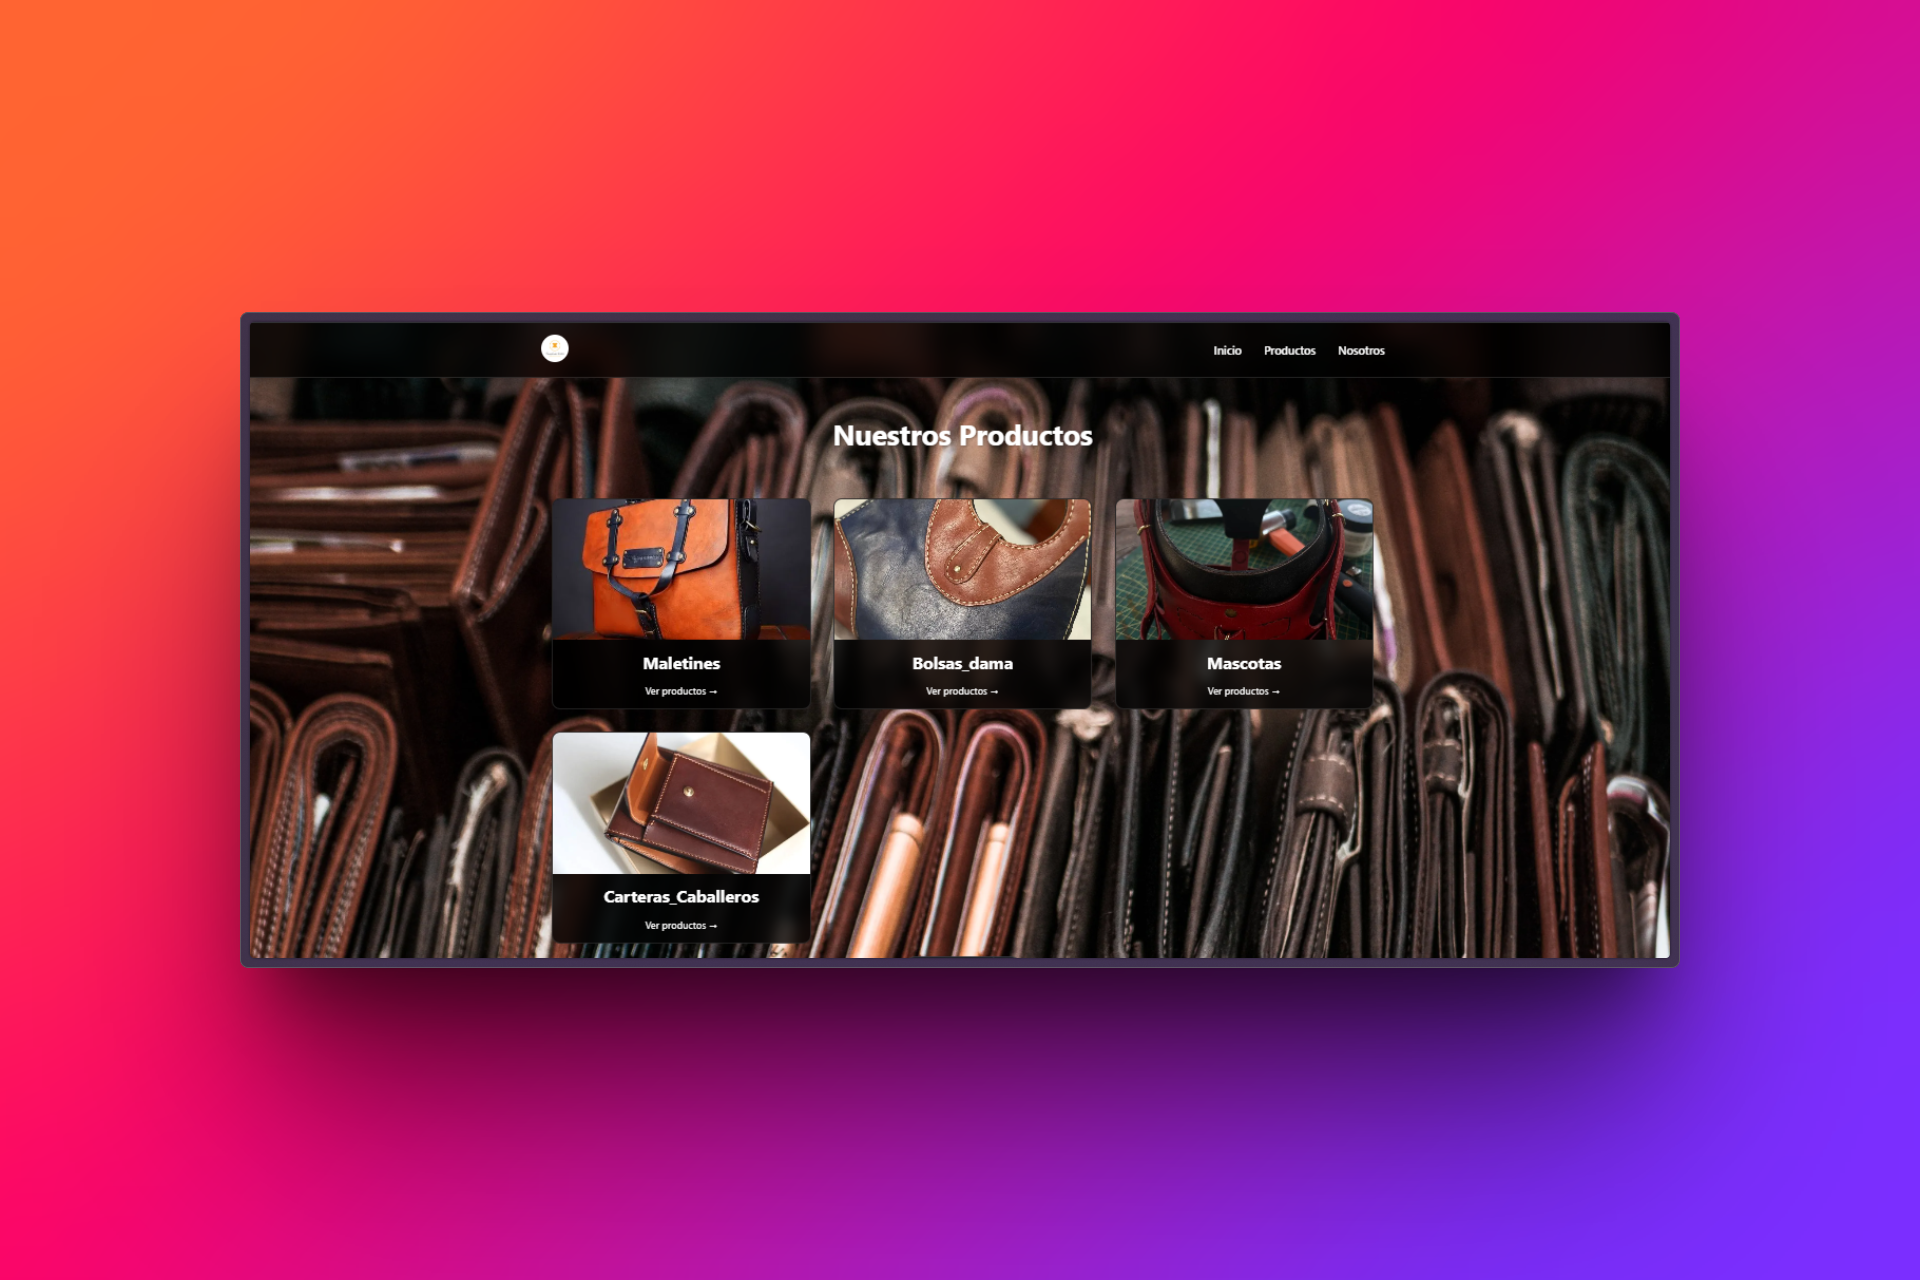 Inicio Productos Nosotros
Nuestros Productos
Maletines
Ver productos →
Bolsas_dama
Ver productos →
Mascotas
Ver productos →
Carteras_Caballeros
Ver productos →